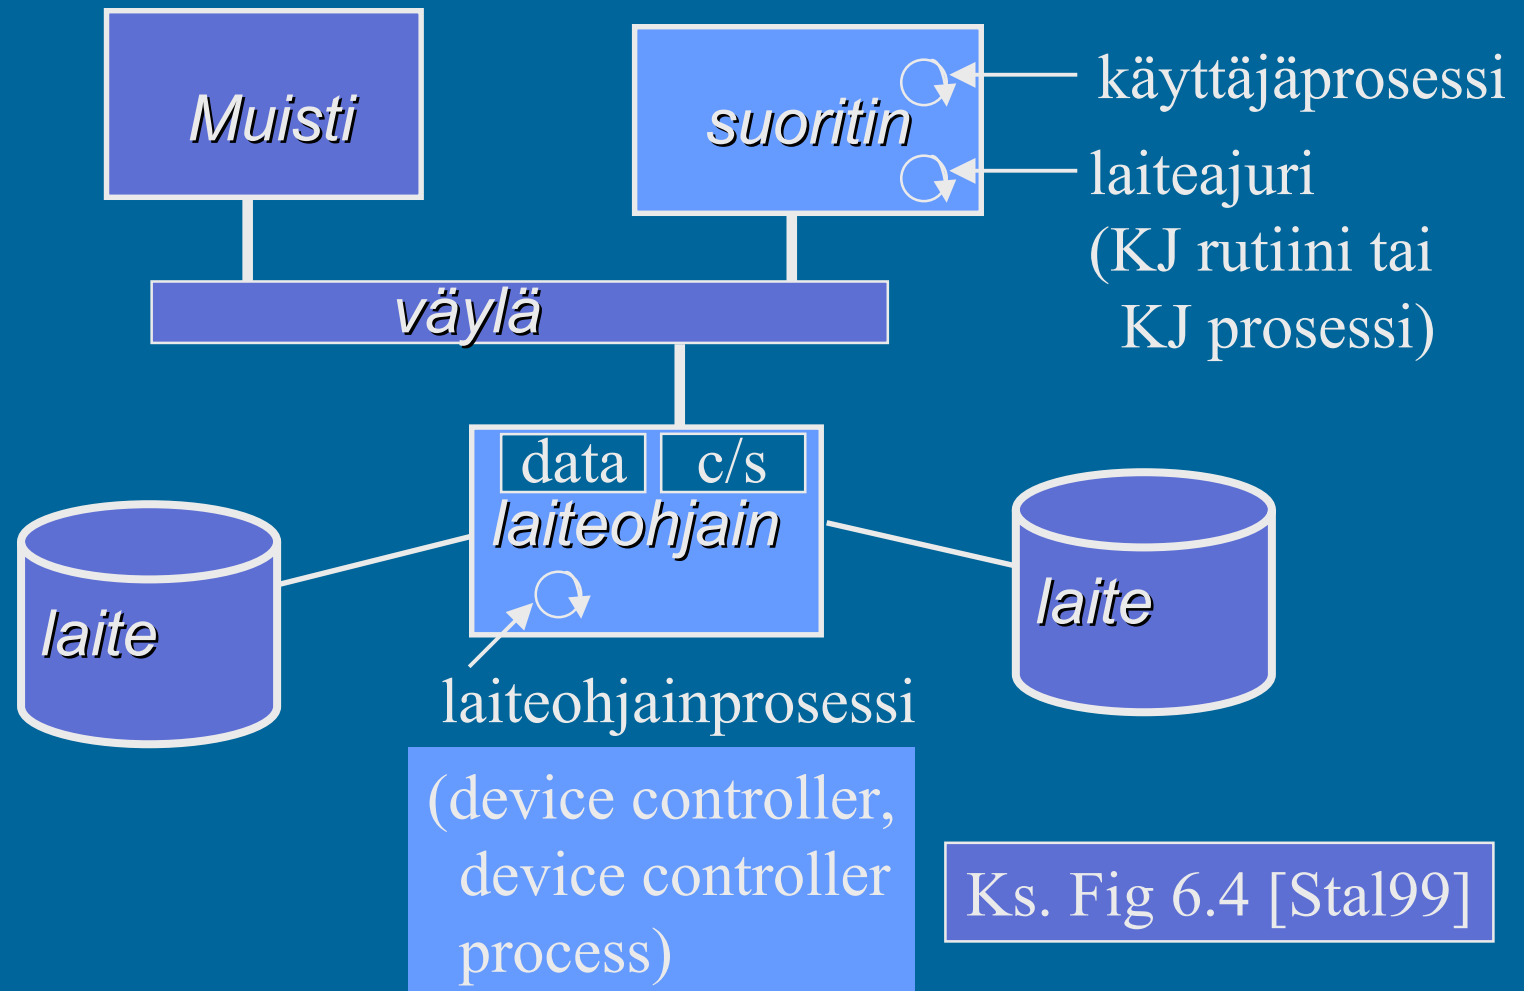 Muisti
suoritin
käyttäjäprosessi
laiteajuri
(KJ rutiini tai
KJ prosessi)
väylä
data
c/s
laiteohjain
laite
laite
laiteohjainprosessi
(device controller,
device controller
process)
Ks. Fig 6.4 [Stal99]